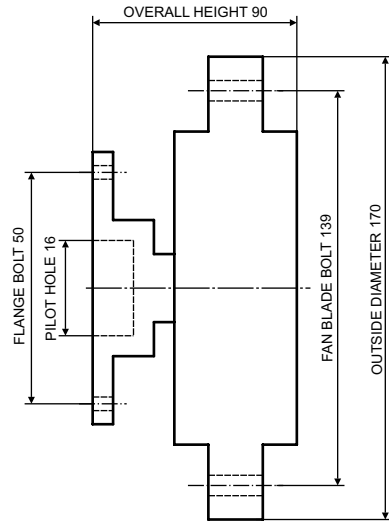 OVERALL HEIGHT 90
FLANGE BOLT 50
PILOT HOLE 16
FAN BLADE BOLT 139
OUTSIDE DIAMETER 170